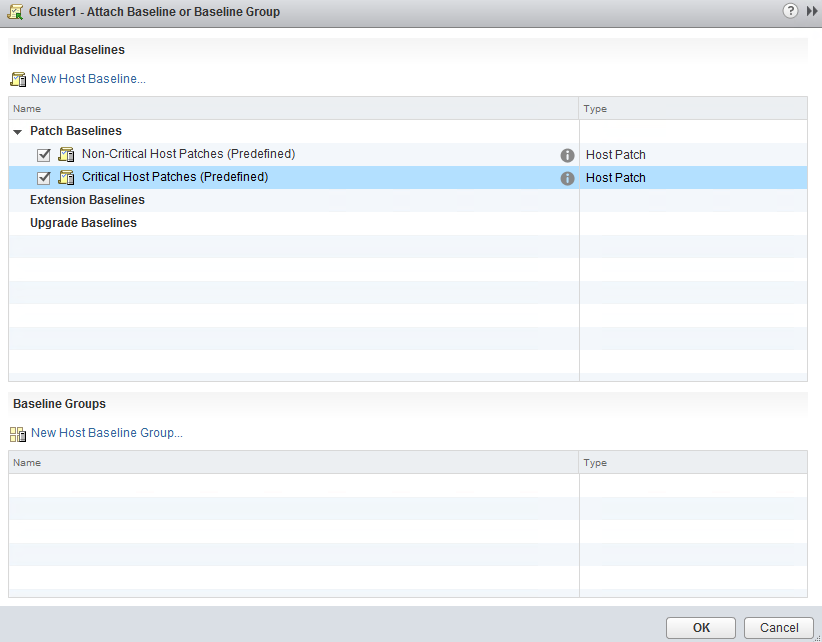 Cluster1 - Attach Baseline or Baseline Group ?
Individual Baselines
New Host Baseline...
Name Type
Patch Baselines
Non-Critical Host Patches (Predefined) Host Patch
Critical Host Patches (Predefined) Host Patch
Extension Baselines
Upgrade Baselines
Baseline Groups
New Host Baseline Group...
Name Type
OK Cancel